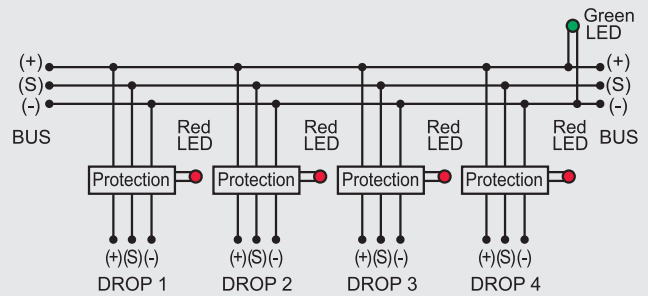 Green
LED
(+)
(+)
(S)
(S)
(-)
(-)
BUS
Red
LED
Red
LED
Red
LED
Red
LED
BUS
Protection
Protection
Protection
Protection
(+)(S)(-)
(+)(S)(-)
(+)(S)(-)
(+)(S)(-)
DROP 1
DROP 2
DROP 3
DROP 4